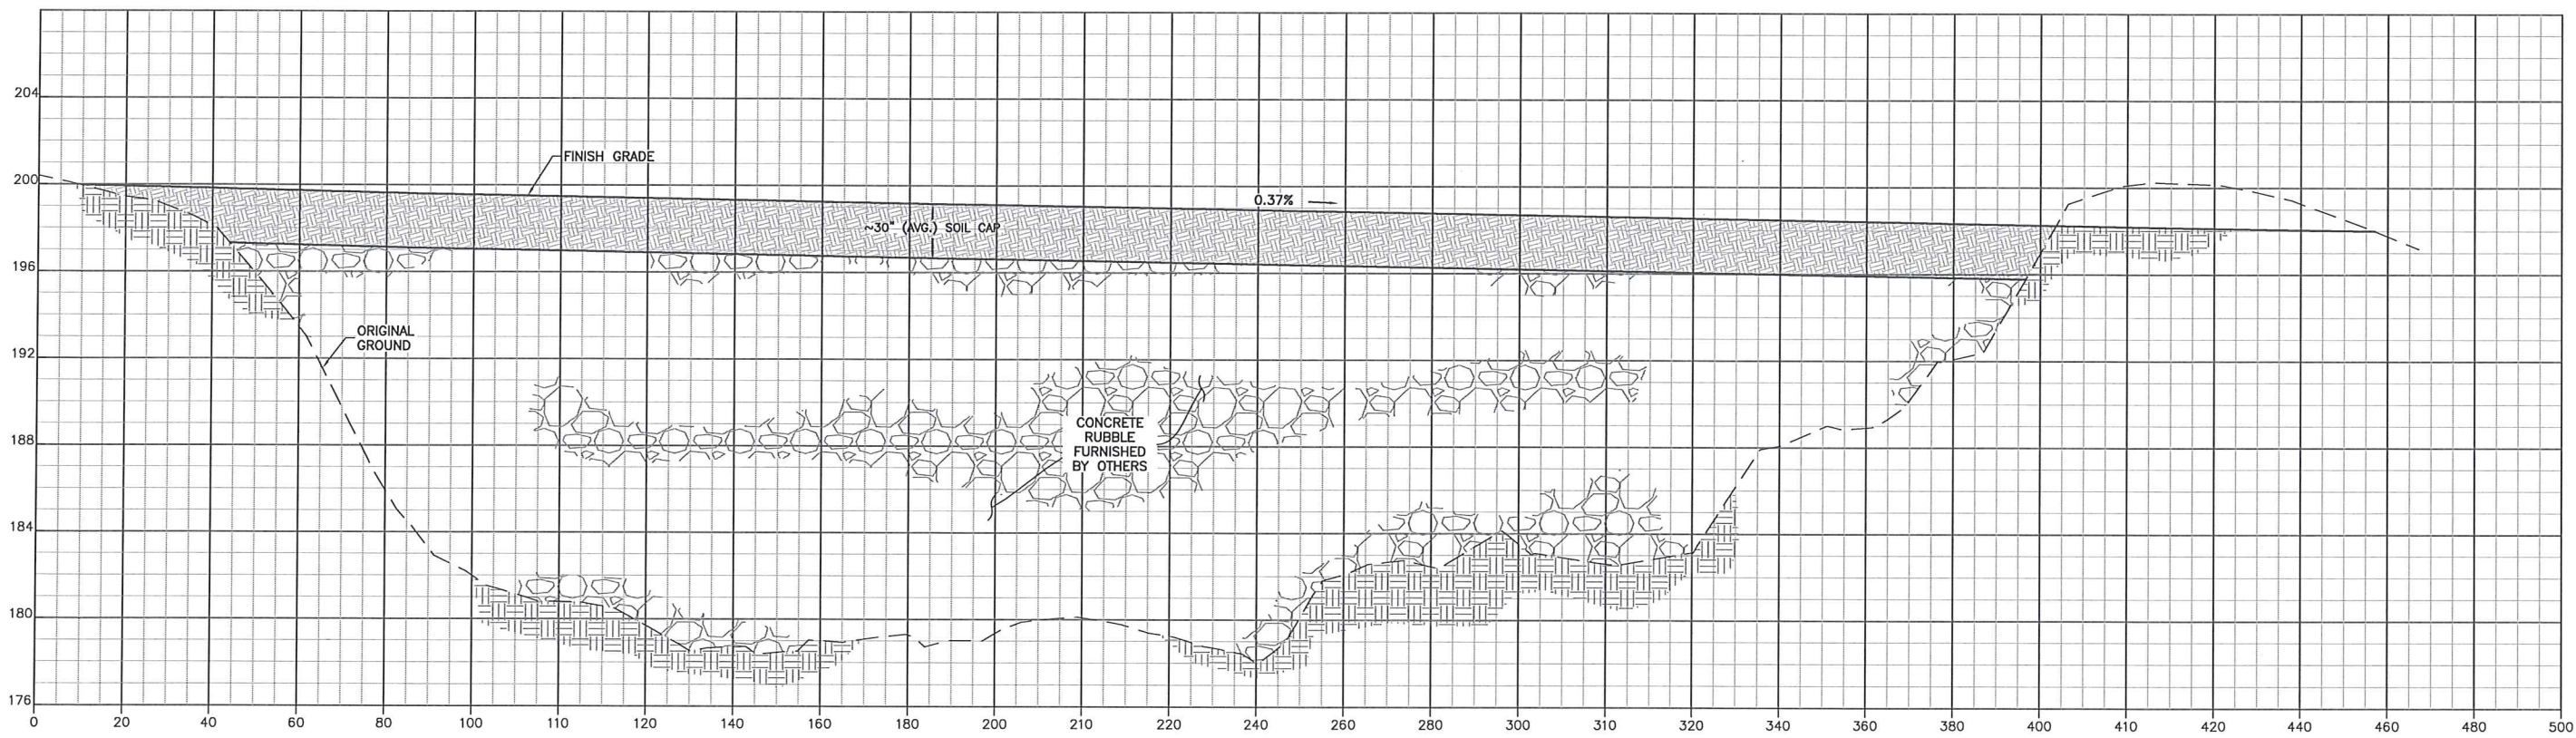 204
FINISH GRADE
200
0.37%
~30" (AVG.) SOIL CAP
196
ORIGINAL
GROUND
192
CONCRETE
RUBBLE
FURNISHED
BY OTHERS
188
184
180
176
0 20 40 60 80 100 110 120 140 160 180 200 210 220 240 260 280 300 310 320 340 360 380 400 410 420 440 460 480 500